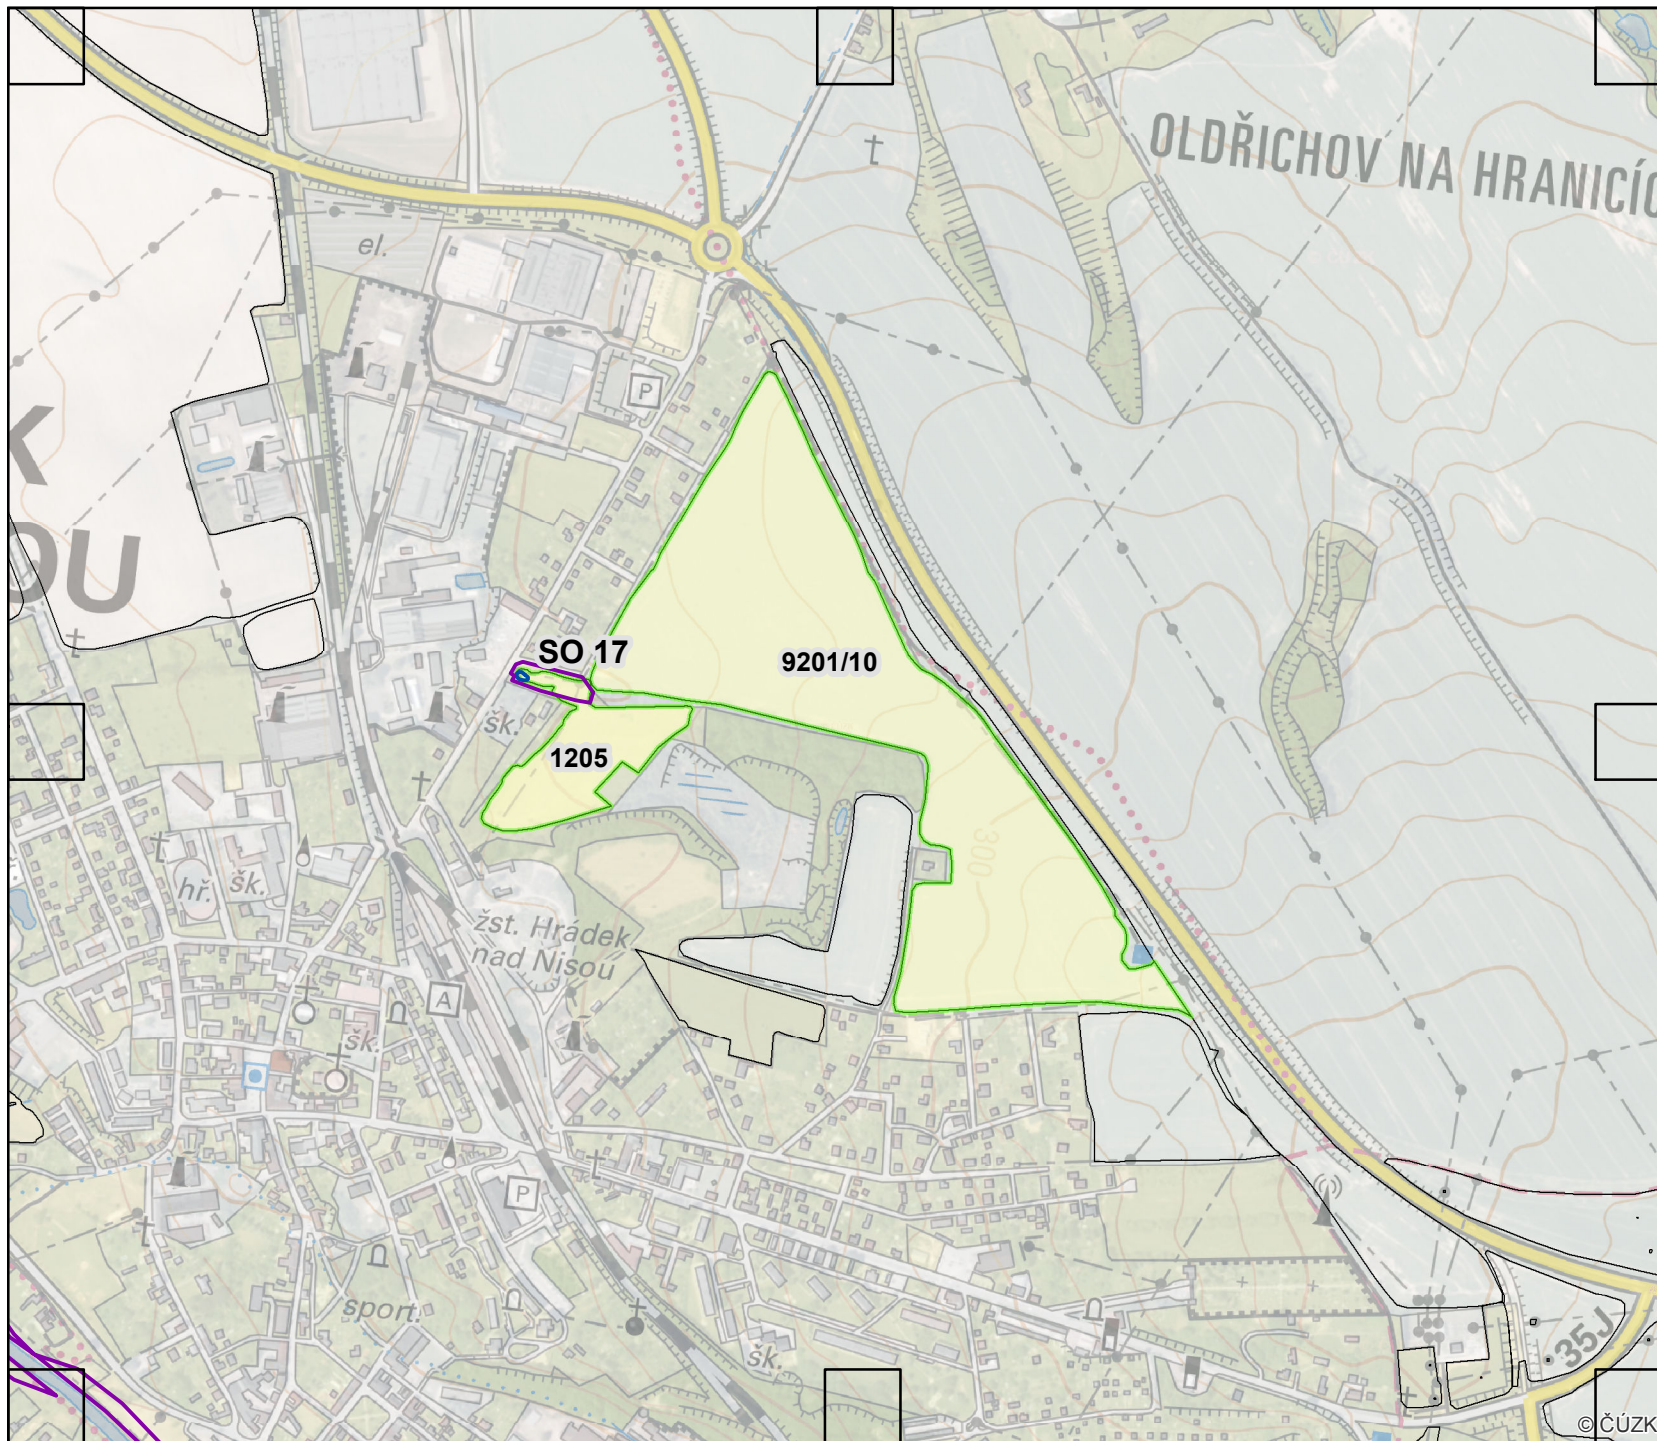 OLDŘICHOV NA HRANICÍC
el.
P
K
OU
SO 17
9201/10
šk.
1205
300
hř.
šk.
žst. Hrádek
nad Nisou
A
šk.
P
sport.
šk.
35J
© ČÚZK